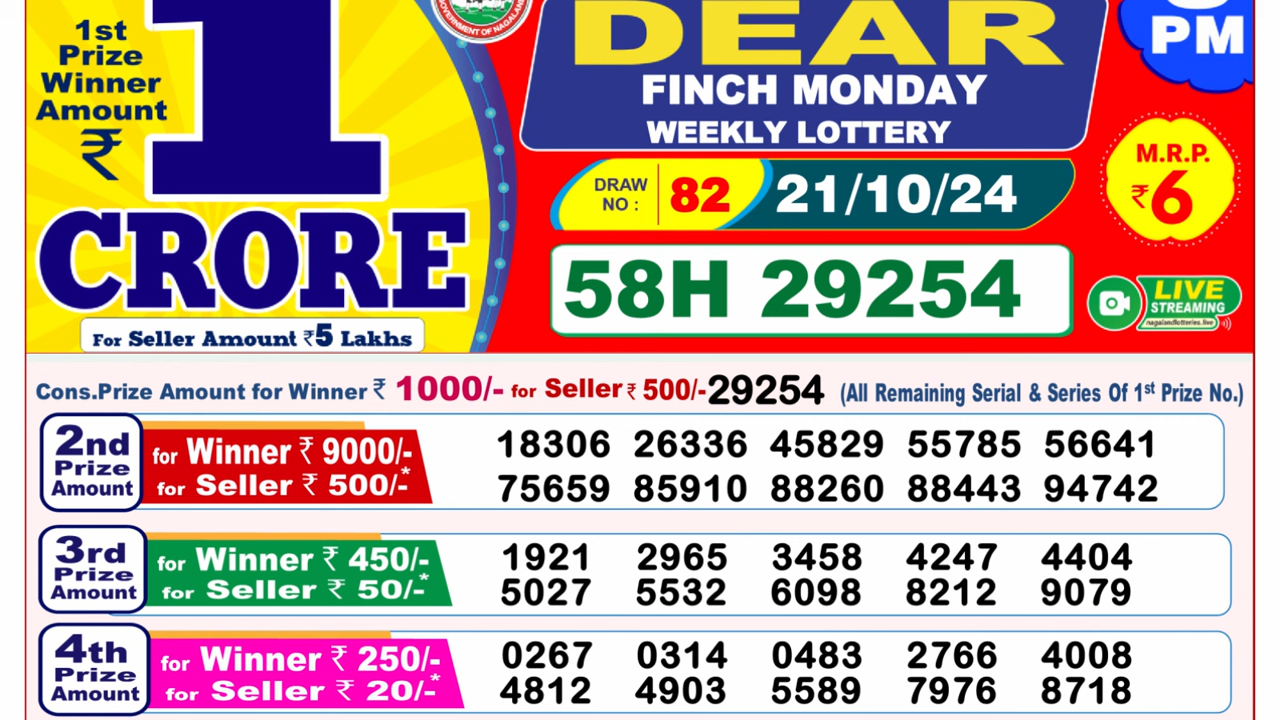 1st
Prize
Winner
Amount
₹
1
CRORE
For Seller Amount ₹5 Lakhs
GOVERNMENT OF NAGALAND
DEAR
FINCH MONDAY
WEEKLY LOTTERY
PM
DRAW
NO :
82
21/10/24
M.R.P.
₹6
58H 29254
LIVE
STREAMING
nagalandlotteries.live
Cons.Prize Amount for Winner ₹ 1000/- for Seller ₹ 500/- 29254 (All Remaining Serial & Series Of 1st Prize No.)
2nd
Prize
Amount
for Winner ₹ 9000/-
for Seller ₹ 500/-*
18306 26336 45829 55785 56641
75659 85910 88260 88443 94742
3rd
Prize
Amount
for Winner ₹ 450/-
for Seller ₹ 50/-*
1921 2965 3458 4247 4404
5027 5532 6098 8212 9079
4th
Prize
Amount
for Winner ₹ 250/-
for Seller ₹ 20/-*
0267 0314 0483 2766 4008
4812 4903 5589 7976 8718